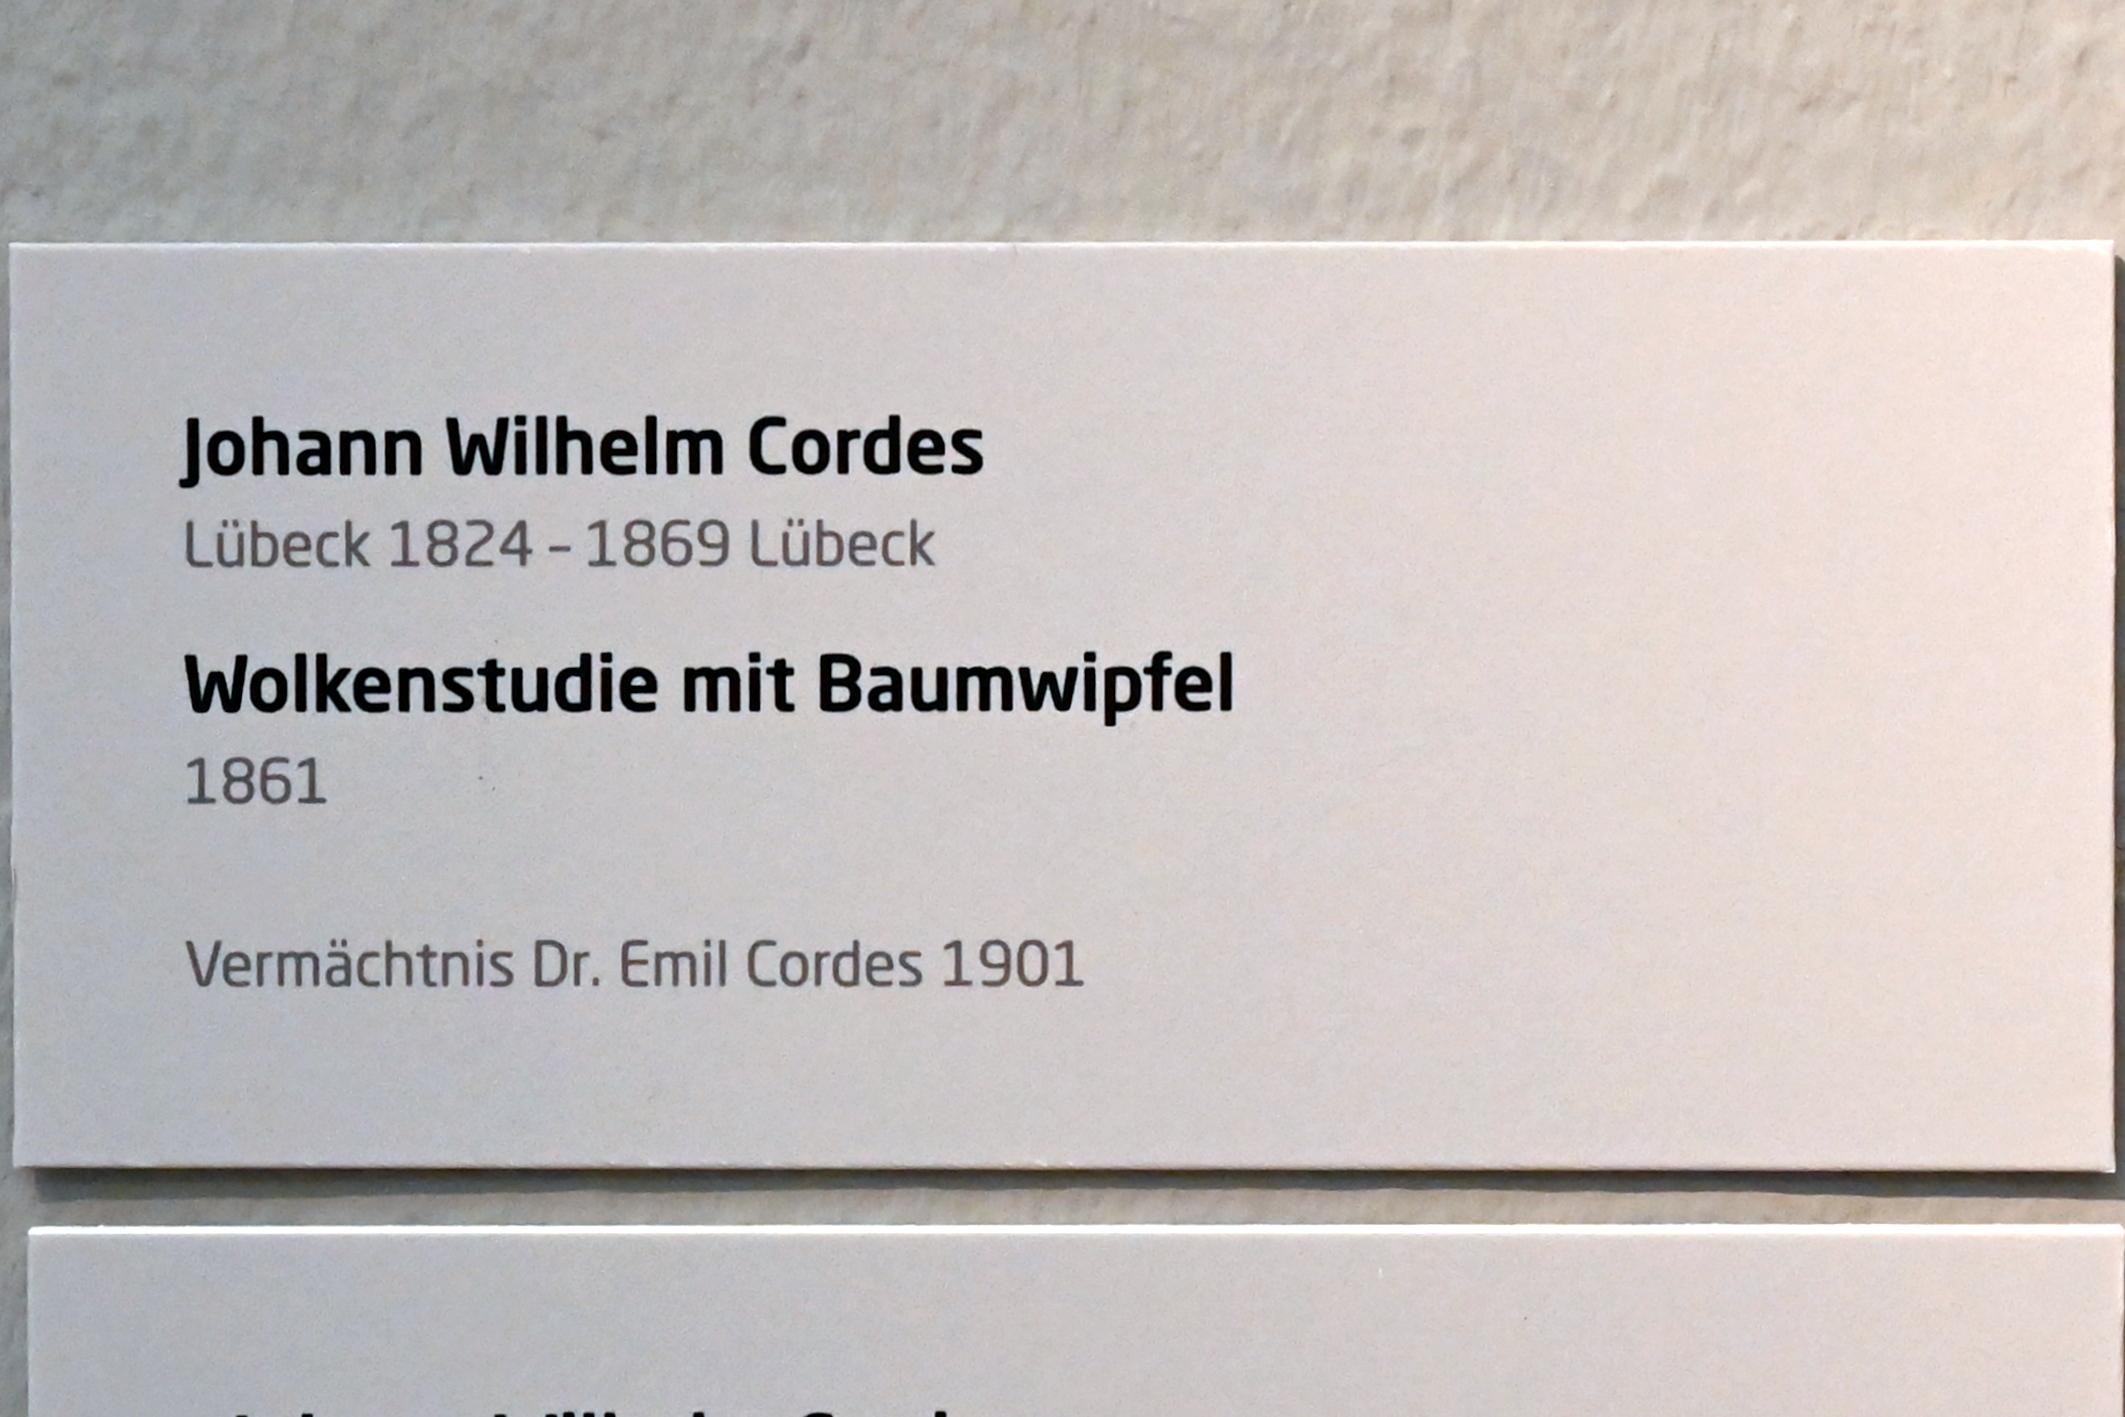 Johann Wilhelm Cordes
Lübeck 1824 – 1869 Lübeck
Wolkenstudie mit Baumwipfel
1861
Vermächtnis Dr. Emil Cordes 1901